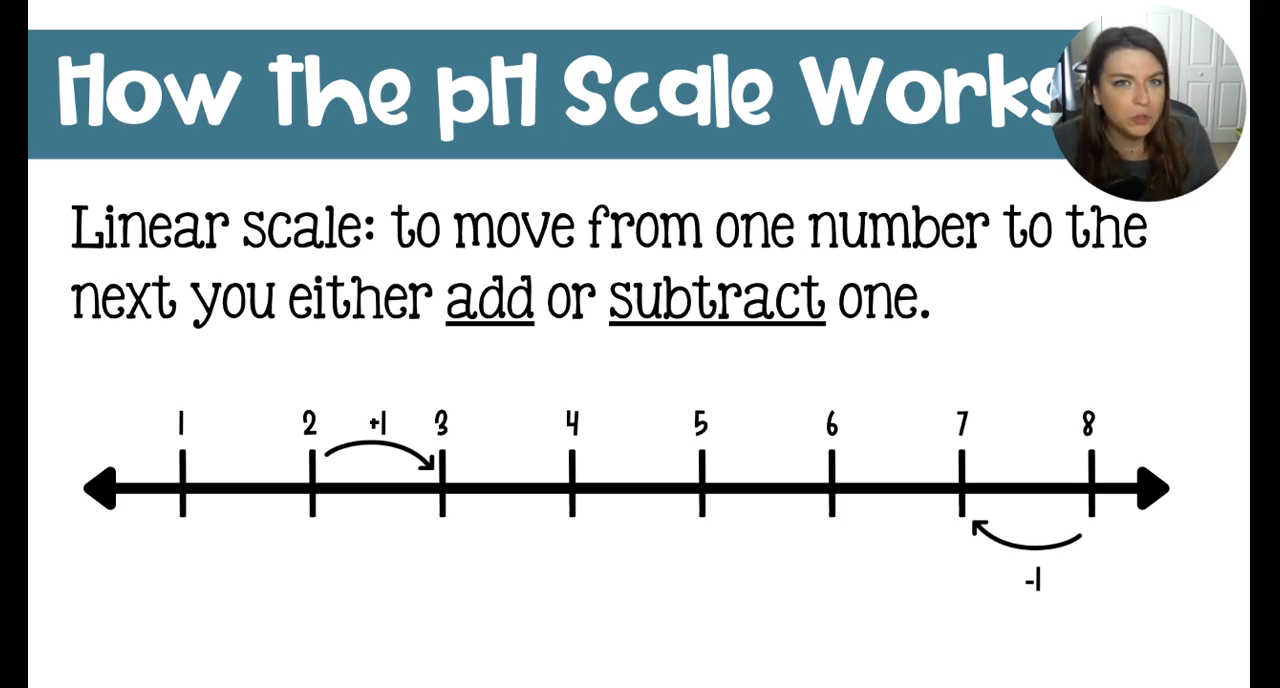 How the pH Scale Works
Linear scale: to move from one number to the
next you either add or subtract one.
1 2 +1 3 4 5 6 7 8
-1